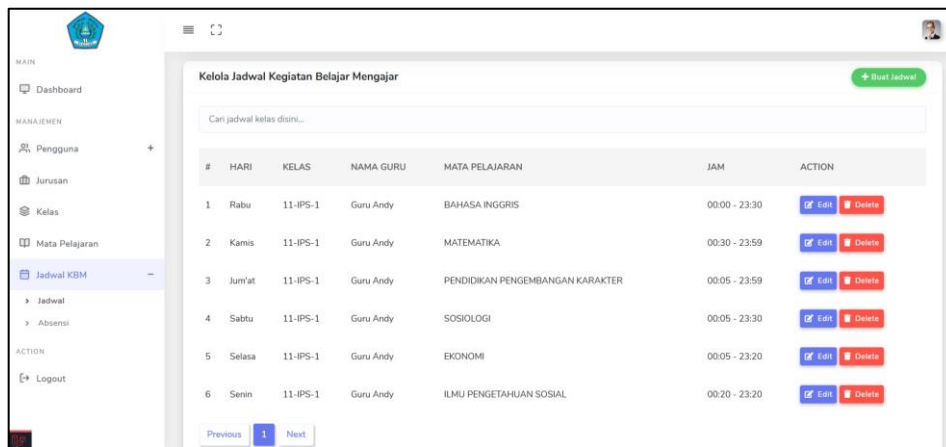 MAIN
Dashboard
MANAJEMEN
Pengguna +
Jurusan
Kelas
Mata Pelajaran
Jadwal KBM -
> Jadwal
> Absensi
ACTION
Logout
Kelola Jadwal Kegiatan Belajar Mengajar
+ Buat Jadwal
Cari jadwal kelas disini...
# HARI KELAS NAMA GURU MATA PELAJARAN JAM ACTION
1 Rabu 11-IPS-1 Guru Andy BAHASA INGGRIS 00:00 - 23:30 Edit Delete
2 Kamis 11-IPS-1 Guru Andy MATEMATIKA 00:30 - 23:59 Edit Delete
3 Jum'at 11-IPS-1 Guru Andy PENDIDIKAN PENGEMBANGAN KARAKTER 00:05 - 23:59 Edit Delete
4 Sabtu 11-IPS-1 Guru Andy SOSIOLOGI 00:05 - 23:30 Edit Delete
5 Selasa 11-IPS-1 Guru Andy EKONOMI 00:05 - 23:20 Edit Delete
6 Senin 11-IPS-1 Guru Andy ILMU PENGETAHUAN SOSIAL 00:20 - 23:20 Edit Delete
Previous 1 Next